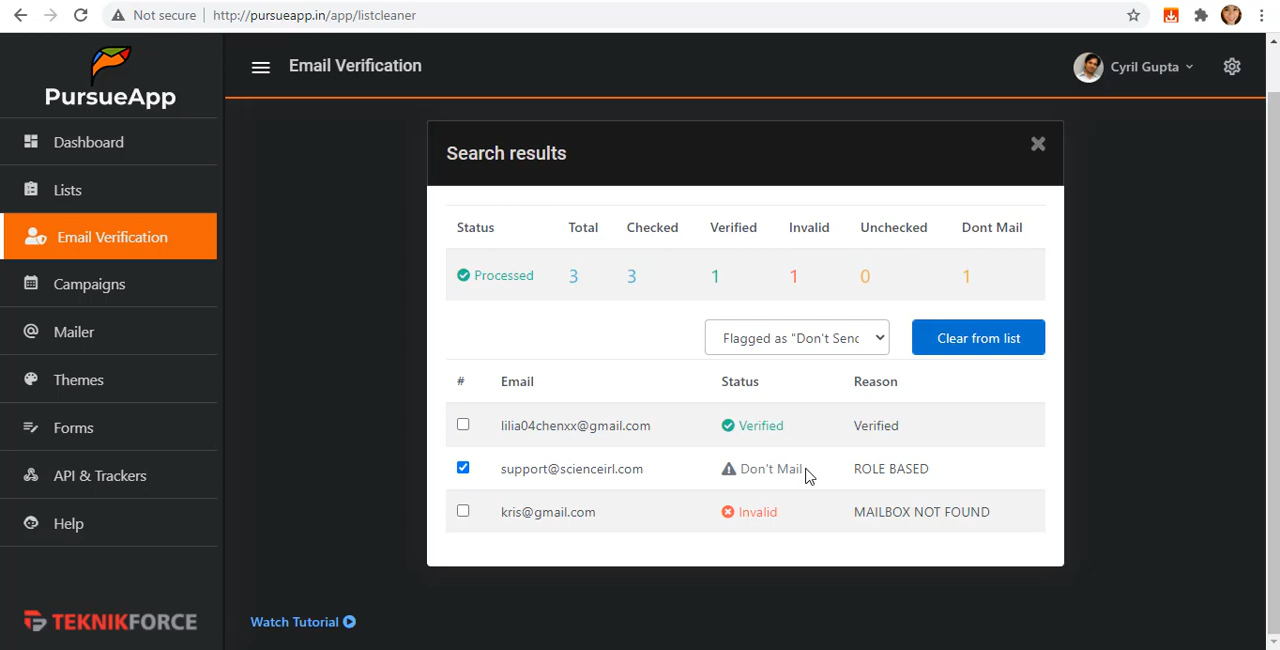 Not secure
http://pursueapp.in/app/listcleaner
PursueApp
Email Verification
Cyril Gupta
Dashboard
Lists
Email Verification
Campaigns
Mailer
Themes
Forms
API & Trackers
Help
TEKNIKFORCE
Search results
Status Total Checked Verified Invalid Unchecked Dont Mail
Processed 3 3 1 1 0 1
Flagged as "Don't Senc
Clear from list
# Email Status Reason
lilia04chenxx@gmail.com Verified Verified
support@scienceirl.com Don't Mail ROLE BASED
kris@gmail.com Invalid MAILBOX NOT FOUND
Watch Tutorial